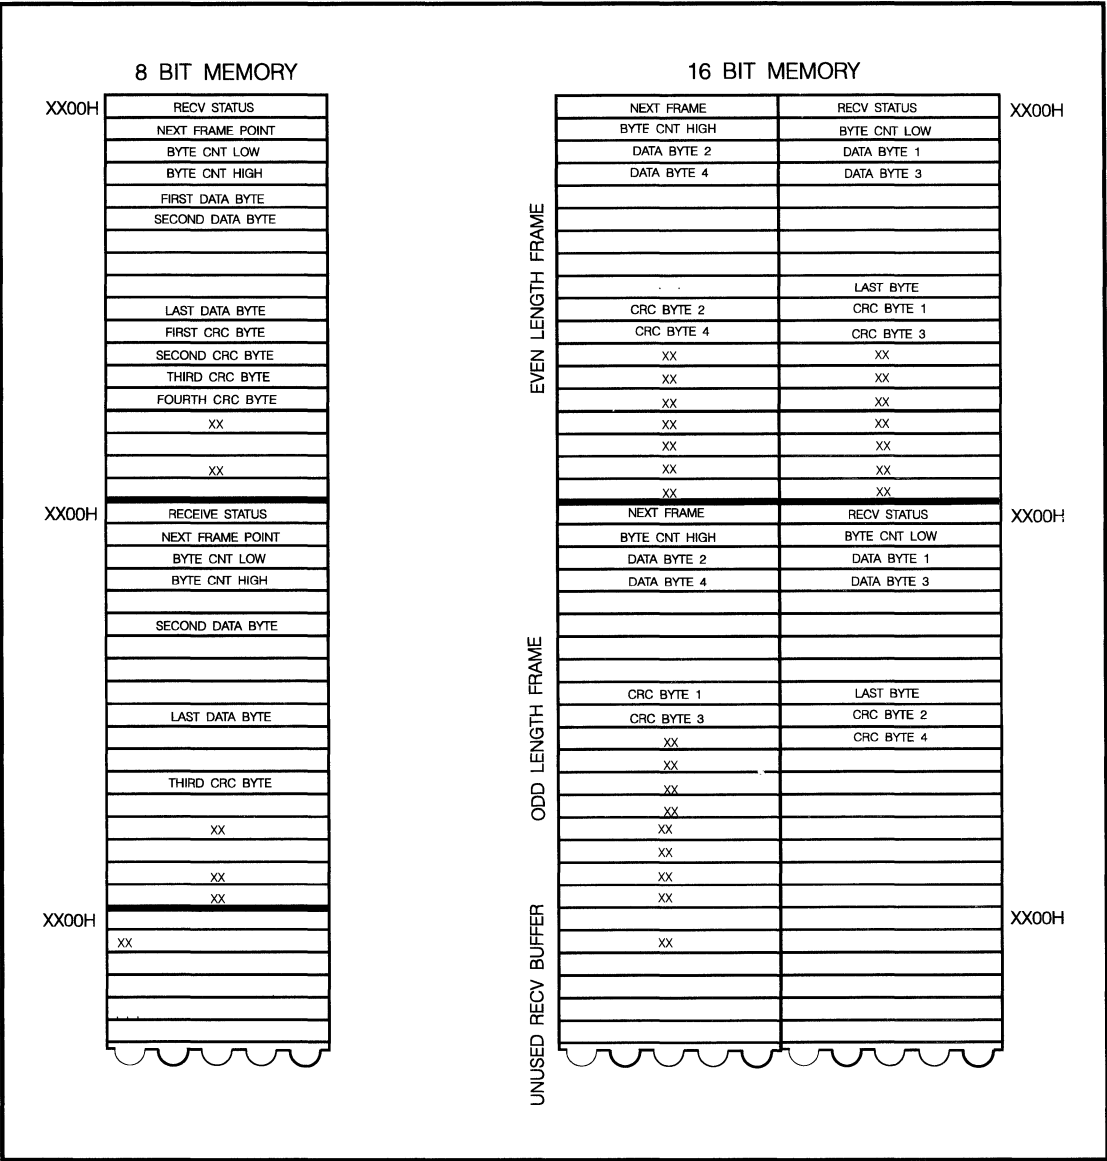 8 BIT MEMORY
XX00H
RECV STATUS
NEXT FRAME POINT
BYTE CNT LOW
BYTE CNT HIGH
FIRST DATA BYTE
SECOND DATA BYTE
LAST DATA BYTE
FIRST CRC BYTE
SECOND CRC BYTE
THIRD CRC BYTE
FOURTH CRC BYTE
XX
XX
XX00H
RECEIVE STATUS
NEXT FRAME POINT
BYTE CNT LOW
BYTE CNT HIGH
SECOND DATA BYTE
LAST DATA BYTE
THIRD CRC BYTE
XX
XX
XX
XX00H
XX
16 BIT MEMORY
EVEN LENGTH FRAME
NEXT FRAME RECV STATUS XX00H
BYTE CNT HIGH BYTE CNT LOW
DATA BYTE 2 DATA BYTE 1
DATA BYTE 4 DATA BYTE 3
LAST BYTE
CRC BYTE 2 CRC BYTE 1
CRC BYTE 4 CRC BYTE 3
XX XX
XX XX
XX XX
XX XX
XX XX
XX XX
XX XX
ODD LENGTH FRAME
NEXT FRAME RECV STATUS XX00H
BYTE CNT HIGH BYTE CNT LOW
DATA BYTE 2 DATA BYTE 1
DATA BYTE 4 DATA BYTE 3
CRC BYTE 1 LAST BYTE
CRC BYTE 3 CRC BYTE 2
XX CRC BYTE 4
XX
XX
XX
XX
XX
XX
XX
UNUSED RECV BUFFER
XX00H
XX